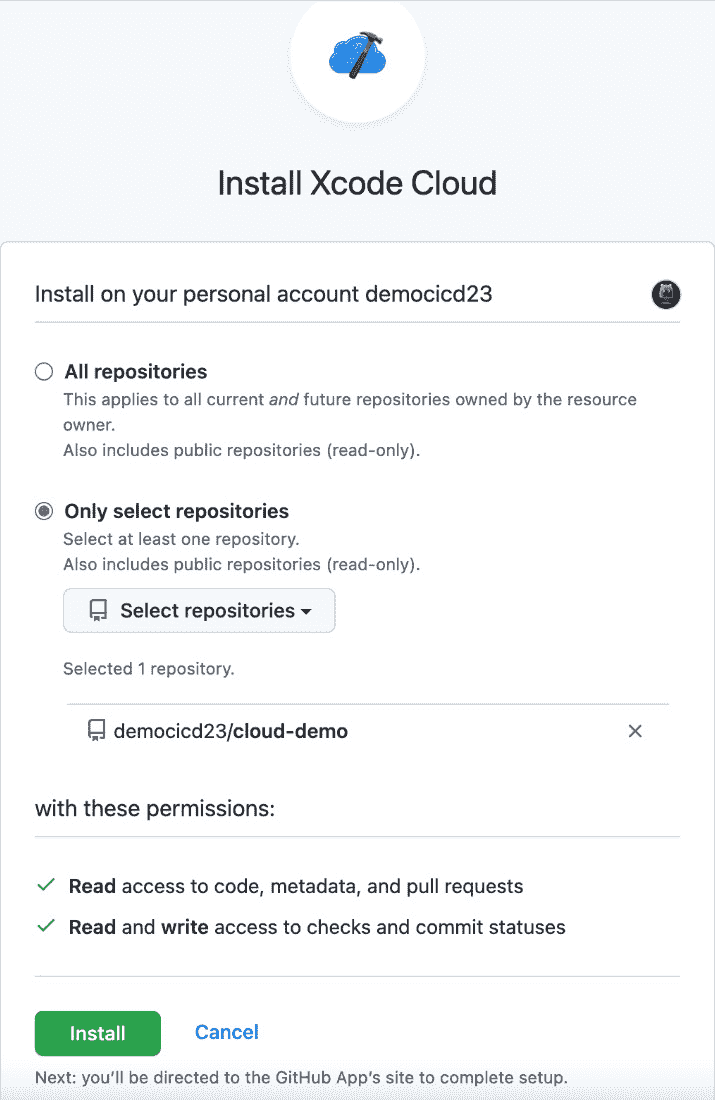 Install Xcode Cloud
Install on your personal account democicd23
All repositories
This applies to all current and future repositories owned by the resource
owner.
Also includes public repositories (read-only).
Only select repositories
Select at least one repository.
Also includes public repositories (read-only).
Select repositories
Selected 1 repository.
democicd23/cloud-demo
with these permissions:
Read access to code, metadata, and pull requests
Read and write access to checks and commit statuses
Install Cancel
Next: you’ll be directed to the GitHub App’s site to complete setup.